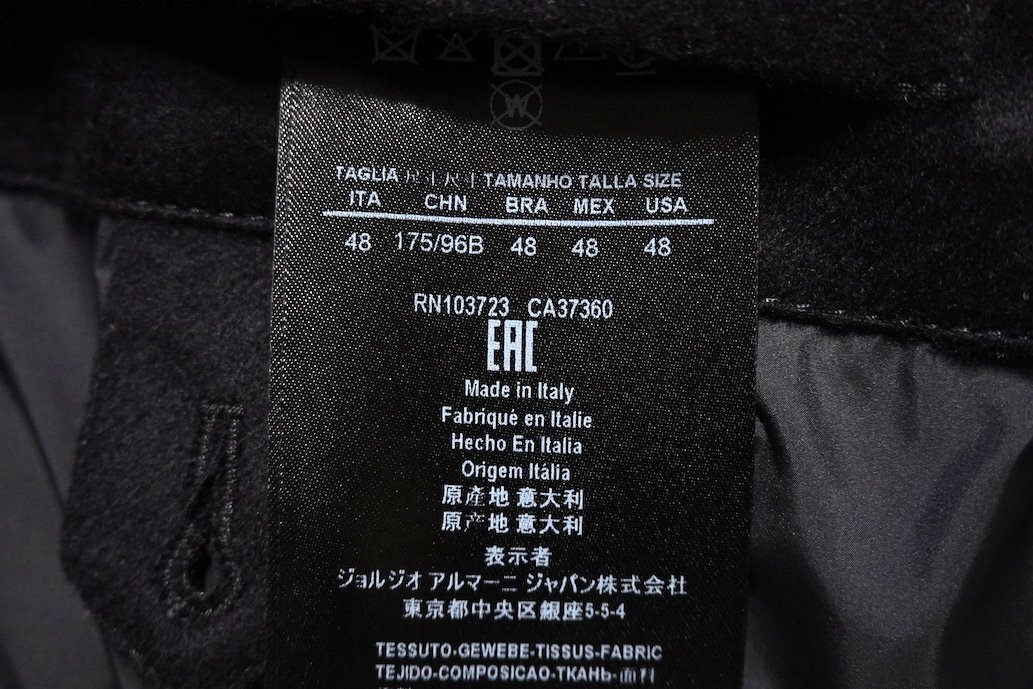 TAGLIA 尺寸 尺寸 TAMANHO TALLA SIZE
ITA CHN BRA MEX USA
48 175/96B 48 48 48
RN103723 CA37360
EAC
Made in Italy
Fabriqué en Italie
Hecho En Italia
Origem Itália
原產地 意大利
原产地 意大利
表示者
ジョルジオ アルマーニ ジャパン株式会社
東京都中央区銀座5-5-4
TESSUTO-GEWEBE-TISSUS-FABRIC
TEJIDO-COMPOSICAO-ТКАНЬ-面料